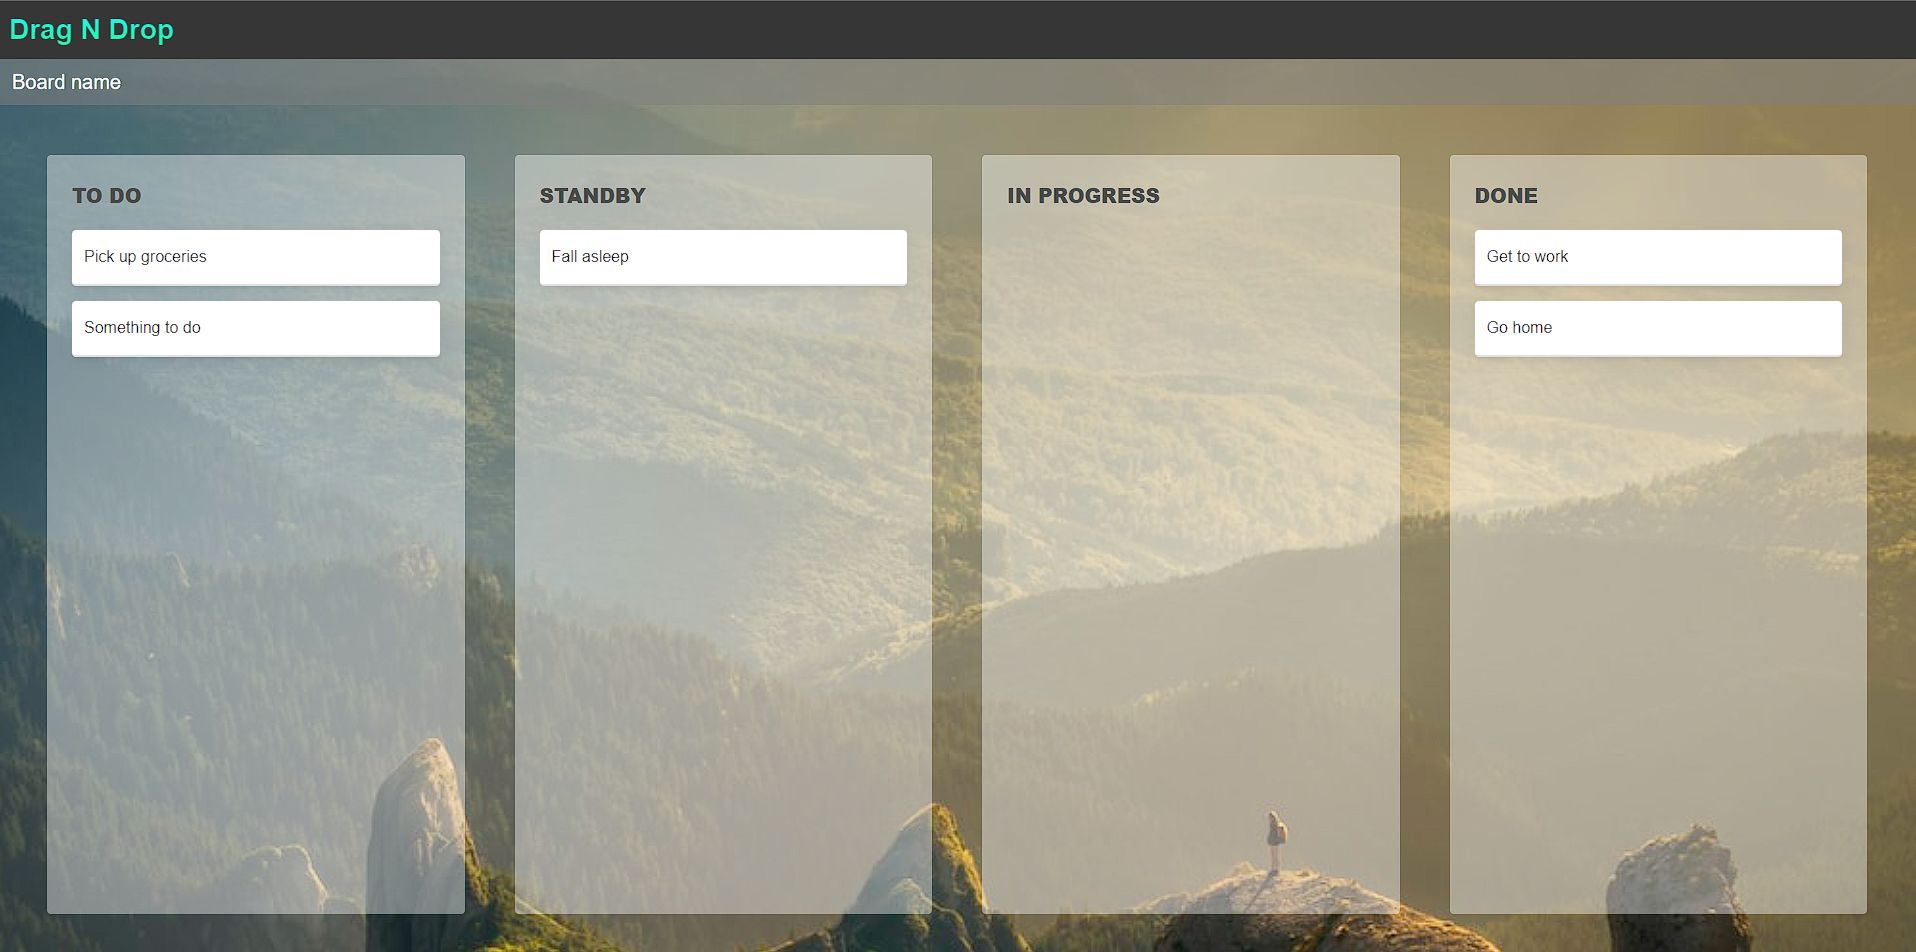 Drag N Drop
Board name
TO DO
Pick up groceries
Something to do
STANDBY
Fall asleep
IN PROGRESS
DONE
Get to work
Go home